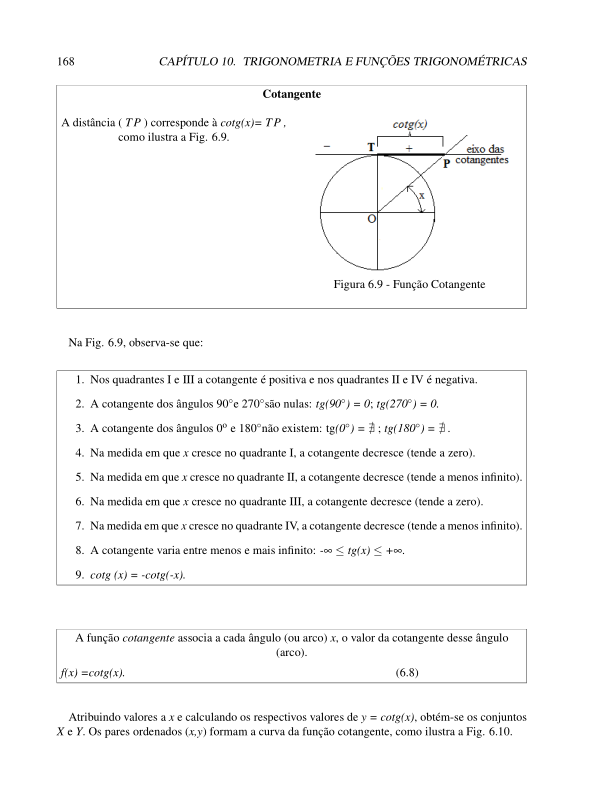 168 CAPÍTULO 10. TRIGONOMETRIA E FUNÇÕES TRIGONOMÉTRICAS
Cotangente
A distância ( TP ) corresponde à cotg(x)= TP ,
como ilustra a Fig. 6.9.
cotg(x)
− T + eixo das
P cotangentes
x
O
Figura 6.9 - Função Cotangente
Na Fig. 6.9, observa-se que:
1. Nos quadrantes I e III a cotangente é positiva e nos quadrantes II e IV é negativa.
2. A cotangente dos ângulos 90°e 270°são nulas: tg(90°) = 0; tg(270°) = 0.
3. A cotangente dos ângulos 0º e 180°não existem: tg(0°) = ∄ ; tg(180°) = ∄ .
4. Na medida em que x cresce no quadrante I, a cotangente decresce (tende a zero).
5. Na medida em que x cresce no quadrante II, a cotangente decresce (tende a menos infinito).
6. Na medida em que x cresce no quadrante III, a cotangente decresce (tende a zero).
7. Na medida em que x cresce no quadrante IV, a cotangente decresce (tende a menos infinito).
8. A cotangente varia entre menos e mais infinito: -∞ ≤ tg(x) ≤ +∞.
9. cotg (x) = -cotg(-x).
A função cotangente associa a cada ângulo (ou arco) x, o valor da cotangente desse ângulo
(arco).
f(x) =cotg(x). (6.8)
Atribuindo valores a x e calculando os respectivos valores de y = cotg(x), obtém-se os conjuntos
X e Y. Os pares ordenados (x,y) formam a curva da função cotangente, como ilustra a Fig. 6.10.